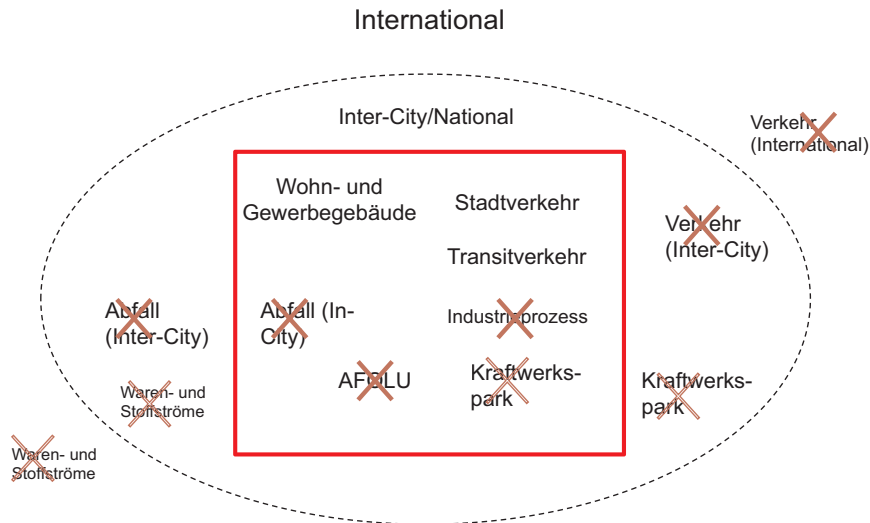 International
Inter-City/National
Verkehr
(International)
Wohn- und
Gewerbegebäude
Stadtverkehr
Verkehr
(Inter-City)
Transitverkehr
Abfall
(Inter-City)
Abfall (In-
City)
Industrieprozess
AFOLU
Kraftwerks-
park
Kraftwerks-
park
Waren- und
Stoffströme
Waren- und
Stoffströme